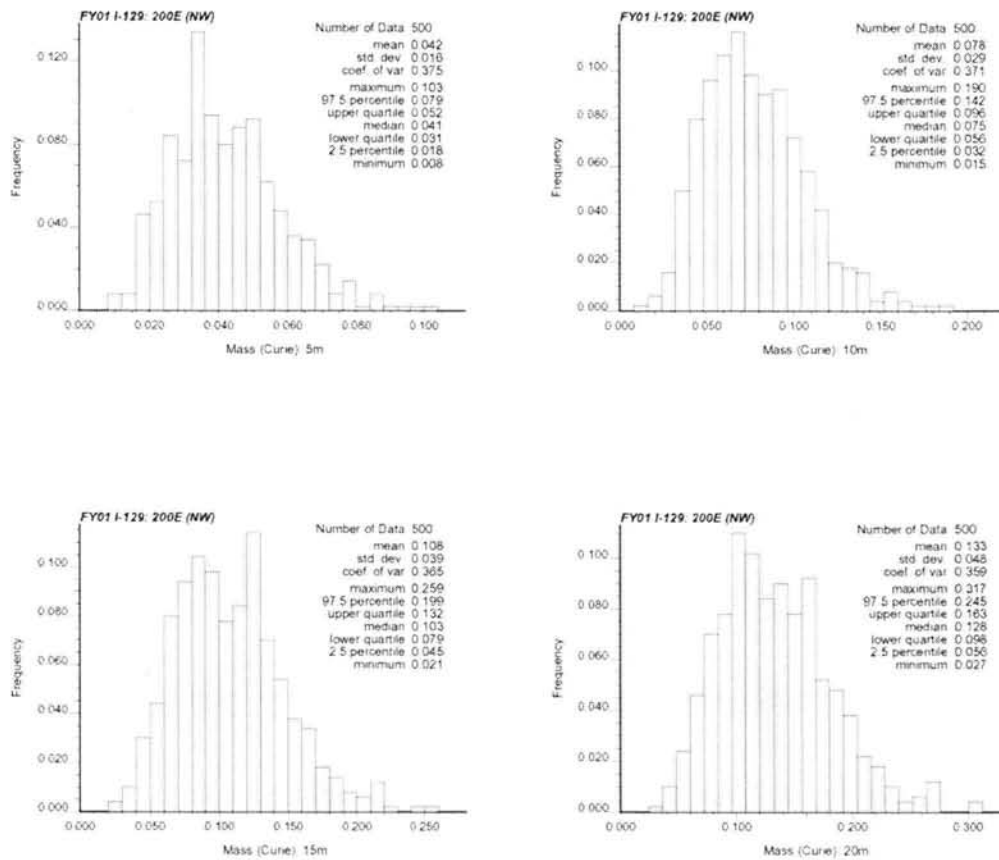 FY01 I-129: 200E (NW)
Number of Data 500
mean 0.042
std. dev. 0.016
coef. of var 0.375
maximum 0.103
97.5 percentile 0.079
upper quartile 0.052
median 0.041
lower quartile 0.031
2.5 percentile 0.018
minimum 0.008
Frequency
0.120
0.080
0.040
0.000
0.000 0.020 0.040 0.060 0.080 0.100
Mass (Curie) 5m
FY01 I-129: 200E (NW)
Number of Data 500
mean 0.078
std. dev. 0.029
coef. of var 0.371
maximum 0.190
97.5 percentile 0.142
upper quartile 0.096
median 0.075
lower quartile 0.056
2.5 percentile 0.032
minimum 0.015
Frequency
0.100
0.080
0.060
0.040
0.020
0.000
0.000 0.050 0.100 0.150 0.200
Mass (Curie) 10m
FY01 I-129: 200E (NW)
Number of Data 500
mean 0.108
std. dev. 0.039
coef. of var 0.365
maximum 0.259
97.5 percentile 0.199
upper quartile 0.132
median 0.103
lower quartile 0.079
2.5 percentile 0.045
minimum 0.021
Frequency
0.100
0.080
0.060
0.040
0.020
0.000
0.000 0.050 0.100 0.150 0.200 0.250
Mass (Curie) 15m
FY01 I-129: 200E (NW)
Number of Data 500
mean 0.133
std. dev. 0.048
coef. of var 0.359
maximum 0.317
97.5 percentile 0.245
upper quartile 0.163
median 0.128
lower quartile 0.098
2.5 percentile 0.056
minimum 0.027
Frequency
0.100
0.080
0.060
0.040
0.020
0.000
0.000 0.100 0.200 0.300
Mass (Curie) 20m